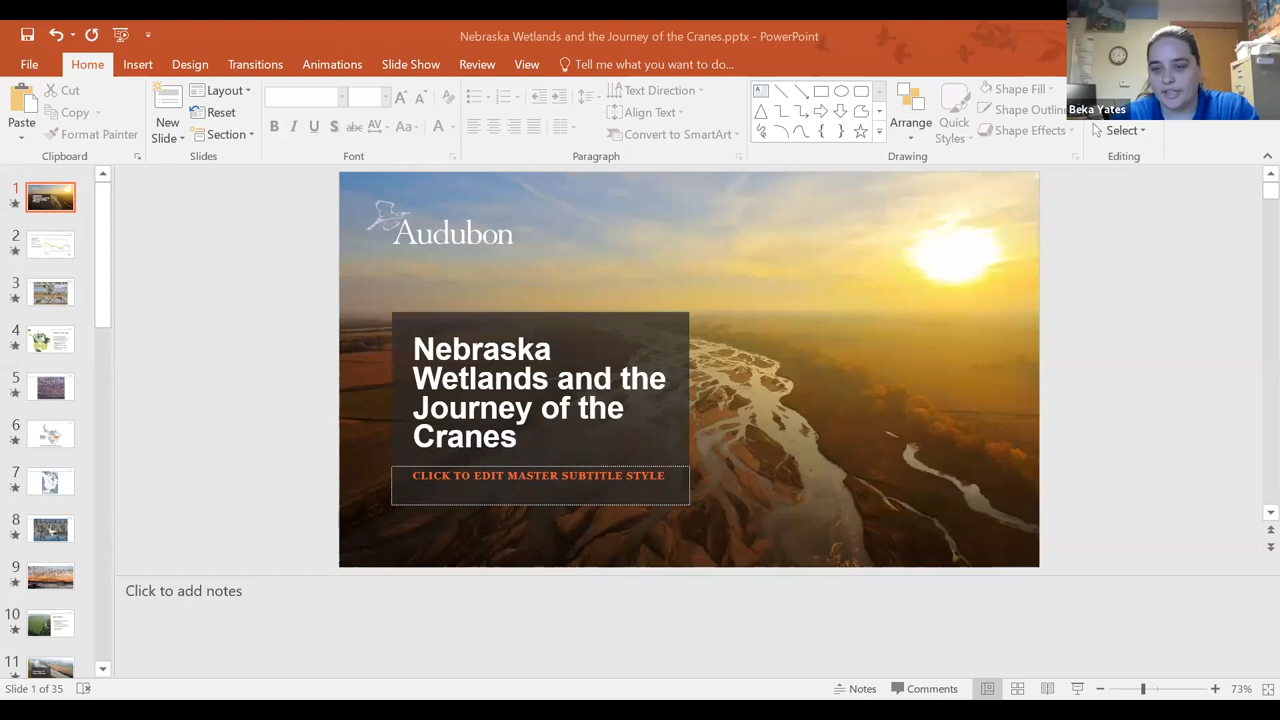 Nebraska Wetlands and the Journey of the Cranes.pptx - PowerPoint
File Home Insert Design Transitions Animations Slide Show Review View Tell me what you want to do...
Beka Yates
Paste
Cut
Copy
Format Painter
Clipboard
New
Slide
Layout
Reset
Section
Slides
B I U S abc AV Aa A
Font
Paragraph
Text Direction
Align Text
Convert to SmartArt
Arrange
Quick
Styles
Shape Fill
Shape Outlin
Shape Effects
Drawing
Select
Editing
1
2
3
4
5
6
7
8
9
10
11
Audubon
Nebraska
Wetlands and the
Journey of the
Cranes
CLICK TO EDIT MASTER SUBTITLE STYLE
Click to add notes
Slide 1 of 35
Notes
Comments
73%